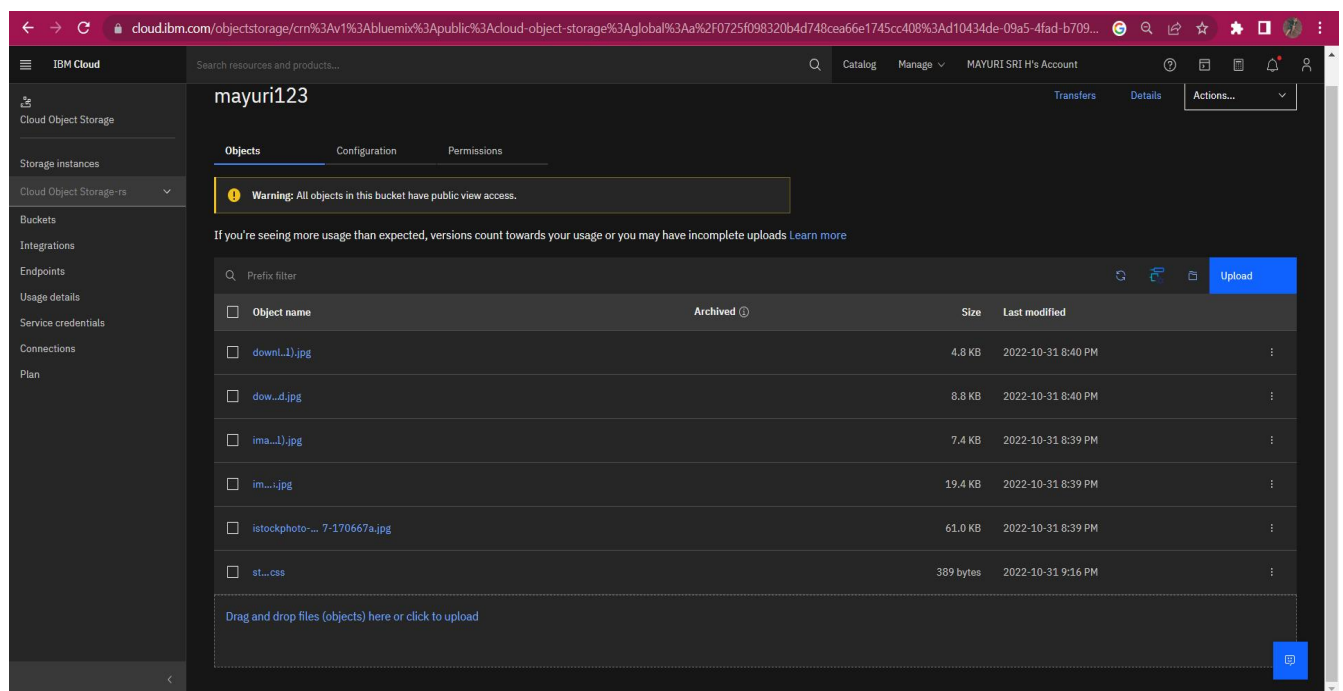 cloud.ibm.com/objectstorage/crn%3Av1%3Abluemix%3Apublic%3Acloud-object-storage%3Aglobal%3Aa%2F0725f098320b4d748cea66e1745cc408%3Ad10434de-09a5-4fad-b709...
IBM Cloud Search resources and products... Catalog Manage MAYURI SRI H's Account
Cloud Object Storage
Storage instances
Cloud Object Storage-rs
Buckets
Integrations
Endpoints
Usage details
Service credentials
Connections
Plan
mayuri123 Transfers Details Actions...
Objects Configuration Permissions
Warning: All objects in this bucket have public view access.
If you're seeing more usage than expected, versions count towards your usage or you may have incomplete uploads Learn more
Prefix filter Upload
Object name Archived Size Last modified
downl..1).jpg 4.8 KB 2022-10-31 8:40 PM
dow...d.jpg 8.8 KB 2022-10-31 8:40 PM
ima...1).jpg 7.4 KB 2022-10-31 8:39 PM
19.4 KB 2022-10-31 8:39 PM
istockphoto-... 7-170667a.jpg 61.0 KB 2022-10-31 8:39 PM
st...css 389 bytes 2022-10-31 9:16 PM
Drag and drop files (objects) here or click to upload